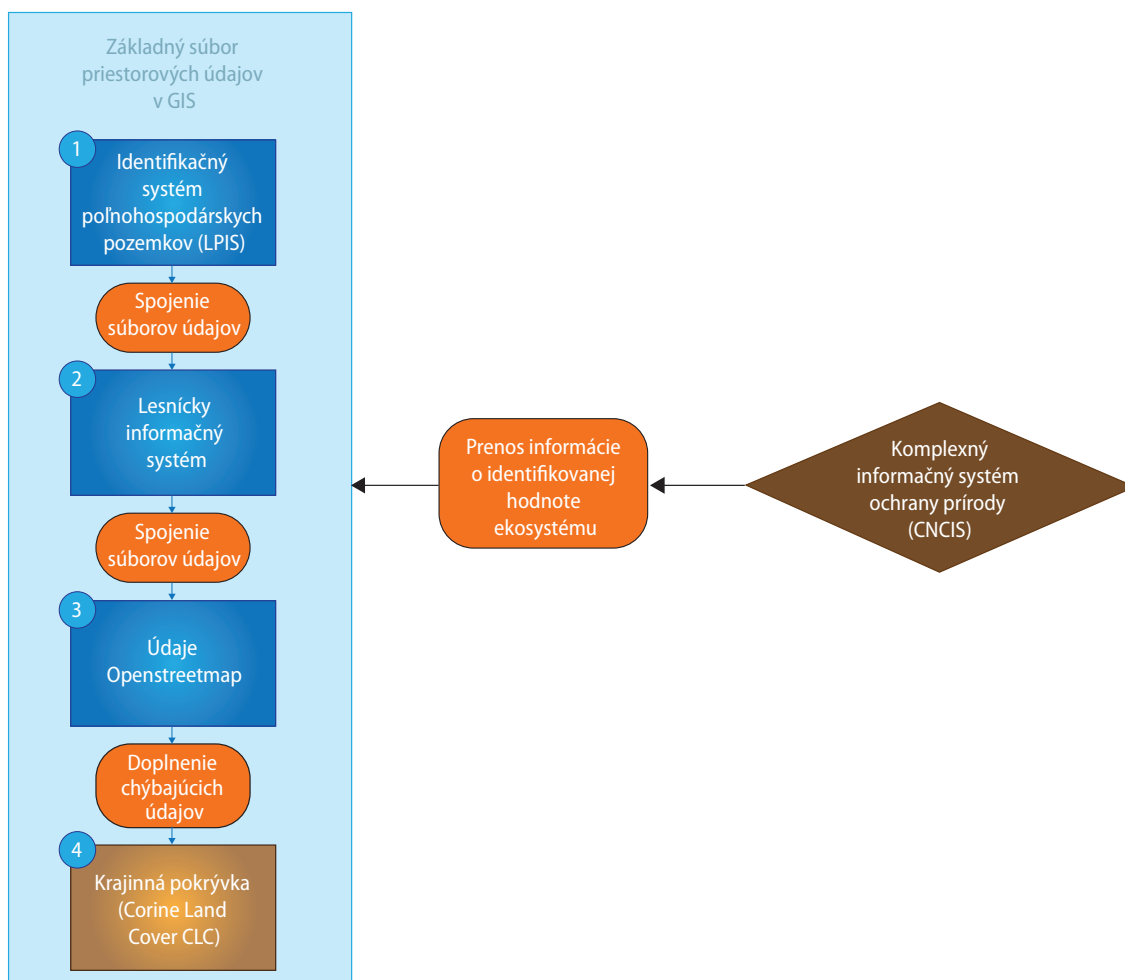 Základný súbor
priestorových údajov
v GIS
1
Identifikačný
systém
poľnohospodárskych
pozemkov (LPIS)
Spojenie
súborov údajov
2
Lesnícky
informačný
systém
Spojenie
súborov údajov
3
Údaje
Openstreetmap
Doplnenie
chýbajúcich
údajov
4
Krajinná pokrývka
(Corine Land
Cover CLC)
Prenos informácie
o identifikovanej
hodnote
ekosystému
Komplexný
informačný systém
ochrany prírody
(CNCIS)